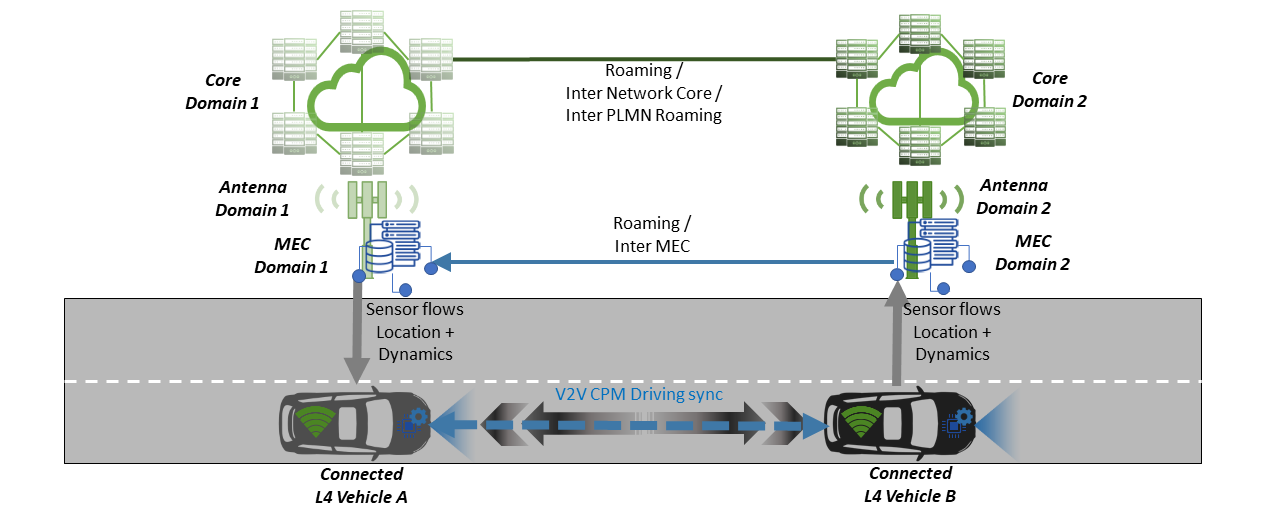 Core
Domain 1
Roaming /
Inter Network Core /
Inter PLMN Roaming
Core
Domain 2
Antenna
Domain 1
Antenna
Domain 2
MEC
Domain 1
Roaming /
Inter MEC
MEC
Domain 2
Sensor flows
Location +
Dynamics
Sensor flows
Location +
Dynamics
V2V CPM Driving sync
Connected
L4 Vehicle A
Connected
L4 Vehicle B